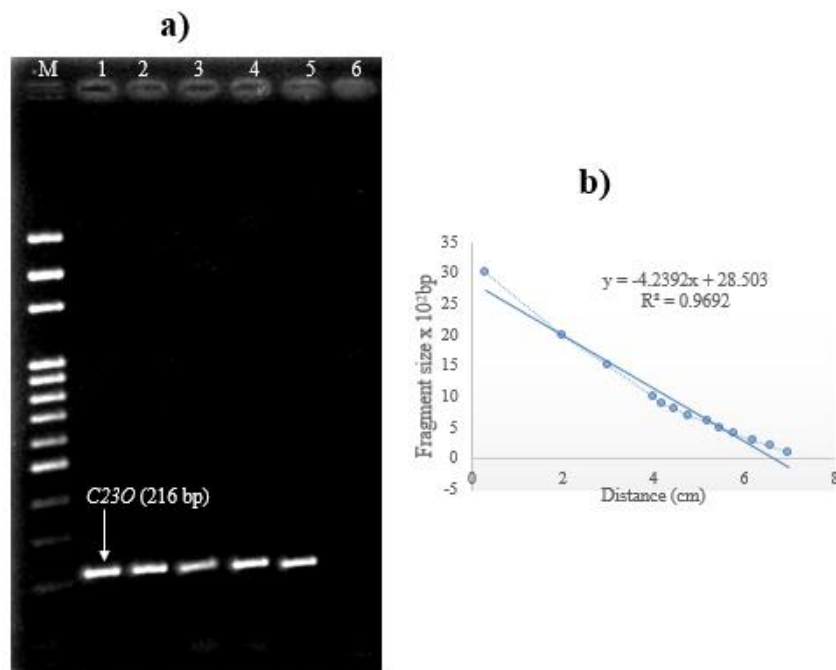 a)
M 1 2 3 4 5 6
C23O (216 bp)
b)
35
30
25
20
15
10
5
0
-5
Fragment size x 10²bp
y = -4.2392x + 28.503
R² = 0.9692
0 2 4 6 8
Distance (cm)